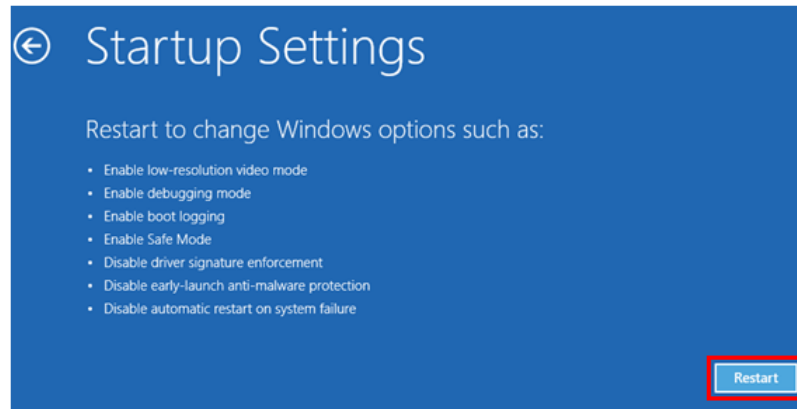 Startup Settings
Restart to change Windows options such as:
• Enable low-resolution video mode
• Enable debugging mode
• Enable boot logging
• Enable Safe Mode
• Disable driver signature enforcement
• Disable early-launch anti-malware protection
• Disable automatic restart on system failure
Restart